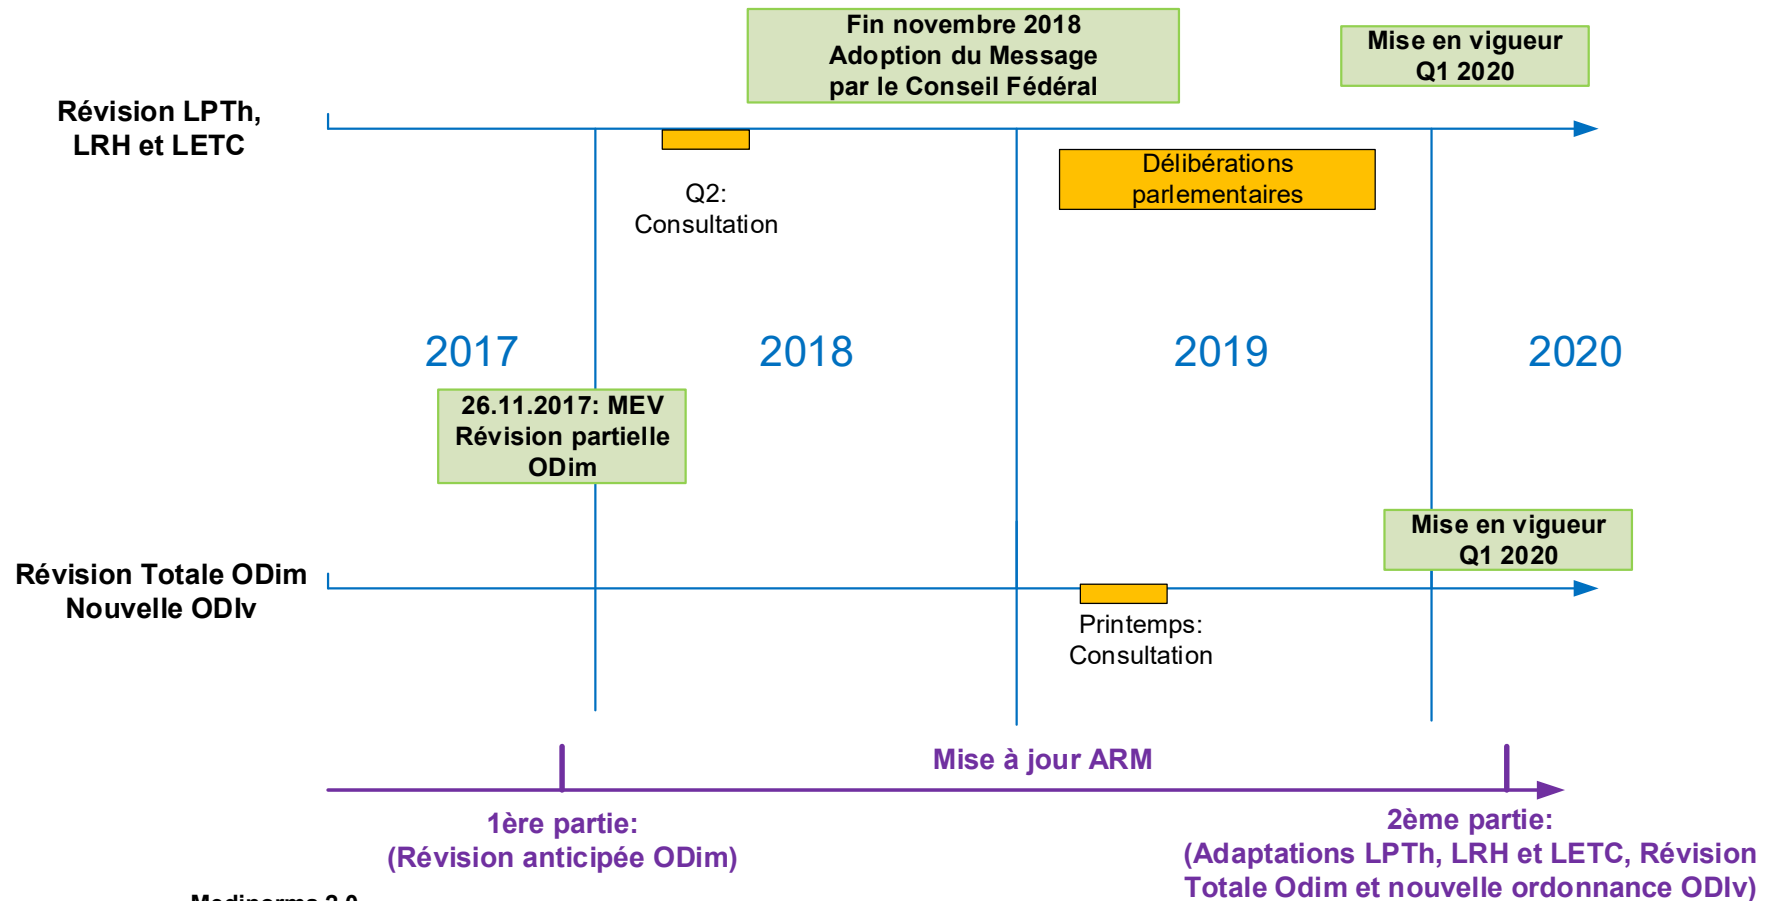 Fin novembre 2018
Adoption du Message
par le Conseil Fédéral
Mise en vigueur
Q1 2020
Révision LPTh,
LRH et LETC
Délibérations
parlementaires
Q2:
Consultation
2017
2018
2019
2020
26.11.2017: MEV
Révision partielle
ODim
Mise en vigueur
Q1 2020
Révision Totale ODim
Nouvelle ODIv
Printemps:
Consultation
Mise à jour ARM
1ère partie:
(Révision anticipée ODim)
2ème partie:
(Adaptations LPTh, LRH et LETC, Révision
Totale Odim et nouvelle ordonnance ODIv)